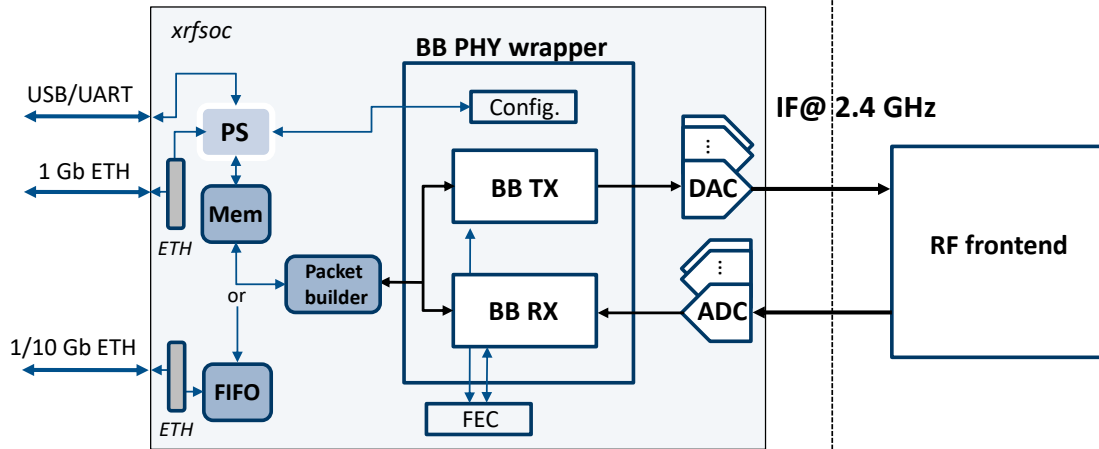 xrfsoc
BB PHY wrapper
USB/UART
Config.
IF@ 2.4 GHz
PS
1 Gb ETH
BB TX
⋮
DAC
Mem
ETH
RF frontend
Packet
builder
or
BB RX
⋮
ADC
1/10 Gb ETH
FIFO
ETH
FEC